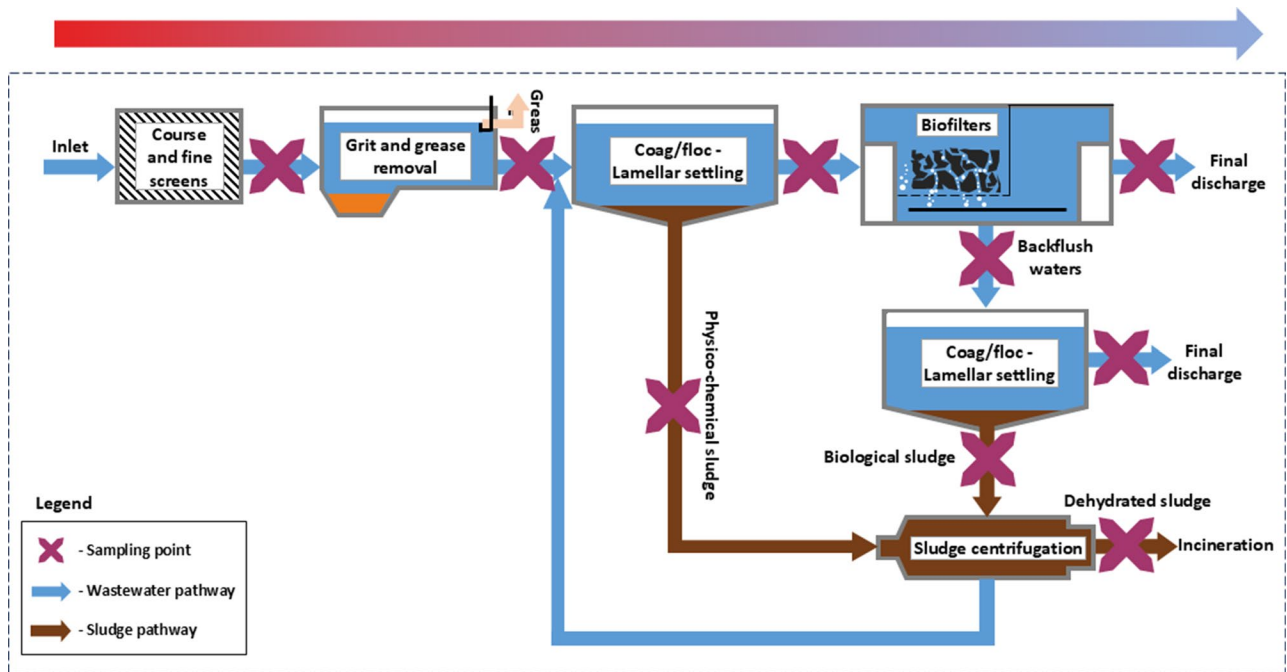 Inlet
Course
and fine
screens
Grit and grease
removal
Greas
Coag/floc -
Lamellar settling
Biofilters
Final
discharge
Backflush
waters
Physico-chemical sludge
Coag/floc -
Lamellar settling
Final
discharge
Biological sludge
Dehydrated sludge
Sludge centrifugation
Incineration
Legend
- Sampling point
- Wastewater pathway
- Sludge pathway